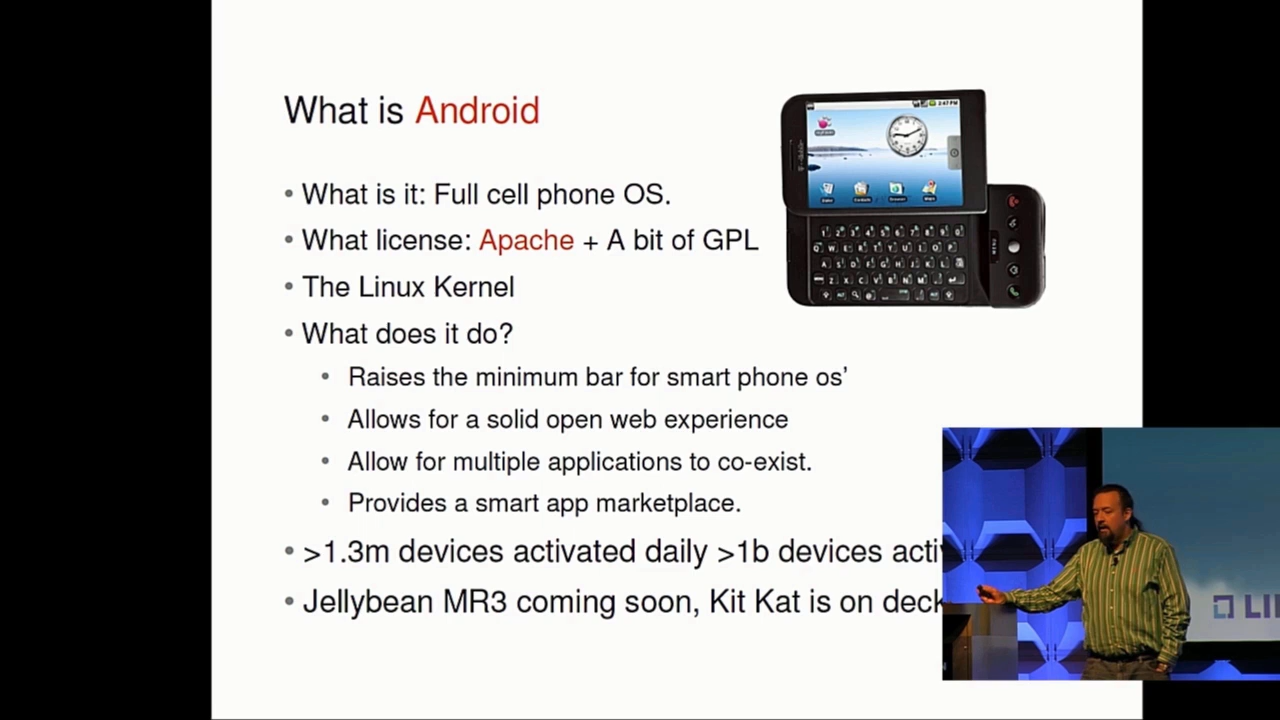 What is Android
• What is it: Full cell phone OS.
• What license: Apache + A bit of GPL
• The Linux Kernel
• What does it do?
• Raises the minimum bar for smart phone os’
• Allows for a solid open web experience
• Allow for multiple applications to co-exist.
• Provides a smart app marketplace.
• >1.3m devices activated daily >1b devices activ
• Jellybean MR3 coming soon, Kit Kat is on deck
LI